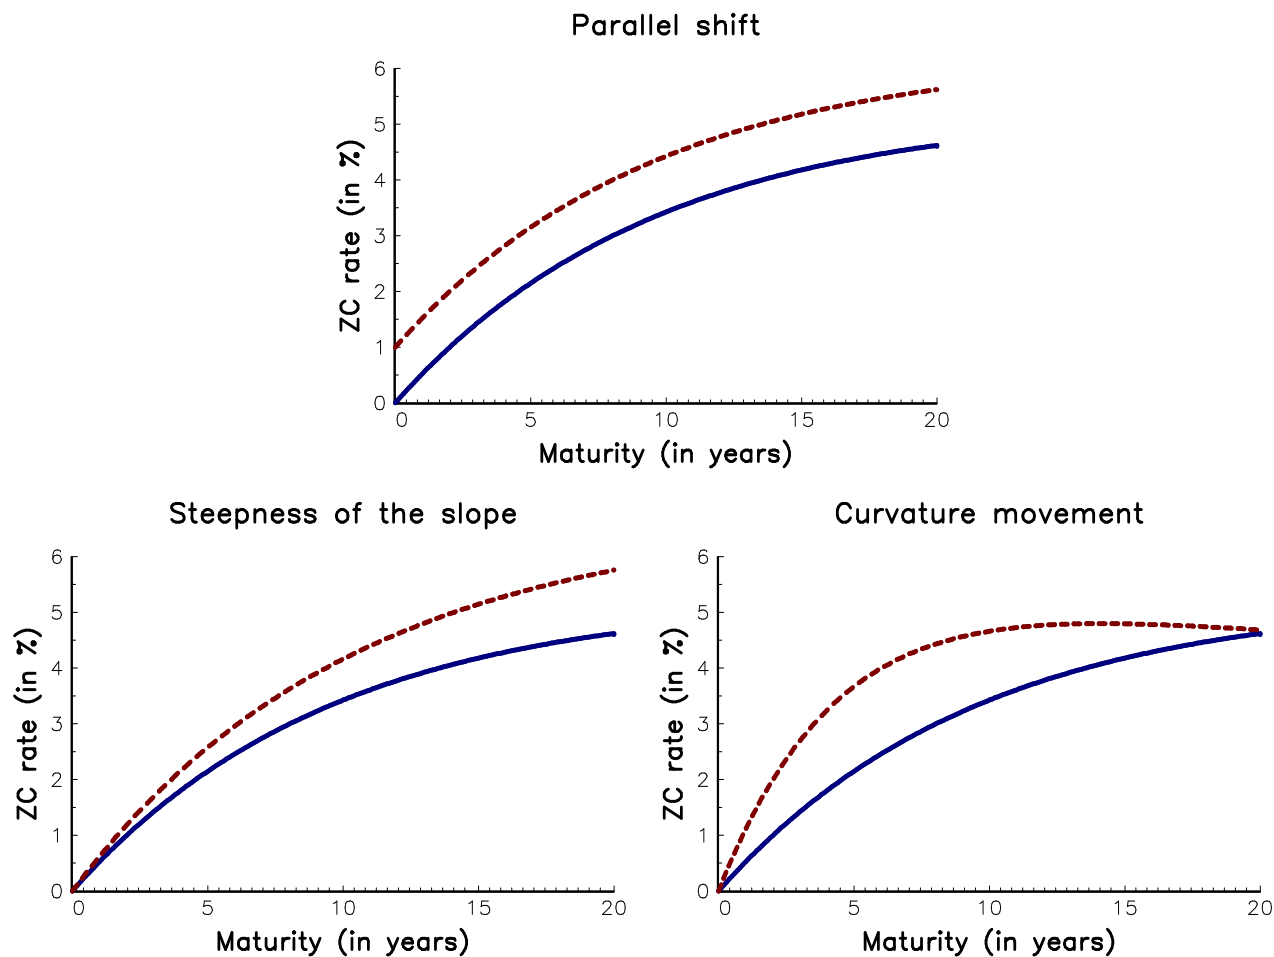 Parallel shift
6
5
4
3
2
1
0
ZC rate (in %)
0 5 10 15 20
Maturity (in years)
Steepness of the slope
6
5
4
3
2
1
0
ZC rate (in %)
0 5 10 15 20
Maturity (in years)
Curvature movement
6
5
4
3
2
1
0
ZC rate (in %)
0 5 10 15 20
Maturity (in years)